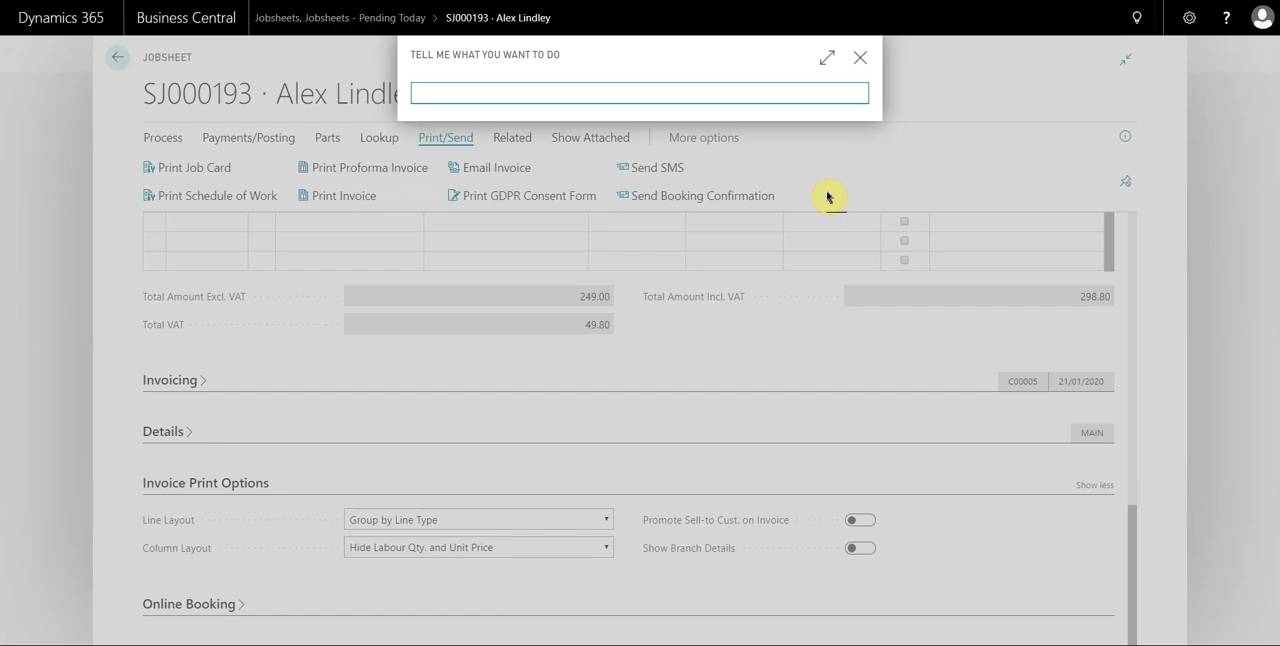 Dynamics 365 Business Central Jobsheets, Jobsheets - Pending Today > SJ000193 · Alex Lindley ?
TELL ME WHAT YOU WANT TO DO
JOBSHEET
SJ000193 · Alex Lindle
Process Payments/Posting Parts Lookup Print/Send Related Show Attached More options
Print Job Card Print Proforma Invoice Email Invoice Send SMS
Print Schedule of Work Print Invoice Print GDPR Consent Form Send Booking Confirmation
Total Amount Excl. VAT 249.00 Total Amount Incl. VAT 298.80
Total VAT 49.80
Invoicing > C00005 21/01/2020
Details > MAIN
Invoice Print Options Show less
Line Layout Group by Line Type Promote Sell-to Cust. on Invoice
Column Layout Hide Labour Qty. and Unit Price Show Branch Details
Online Booking >